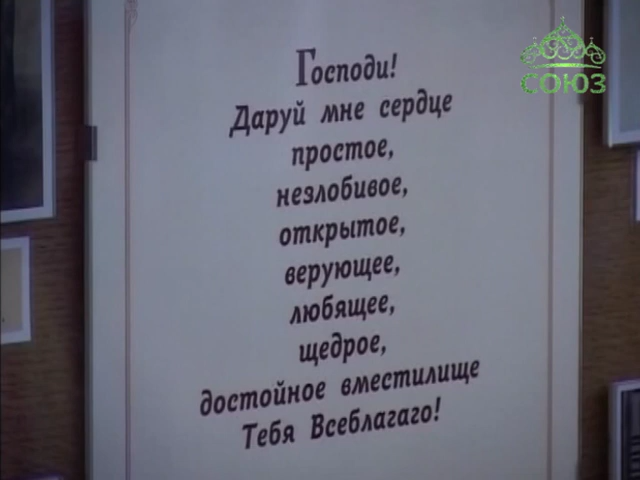 СОЮЗ
Господи!
Даруй мне сердце
простое,
незлобивое,
открытое,
верующее,
любящее,
щедрое,
достойное вместилище
Тебя Всеблагаго!